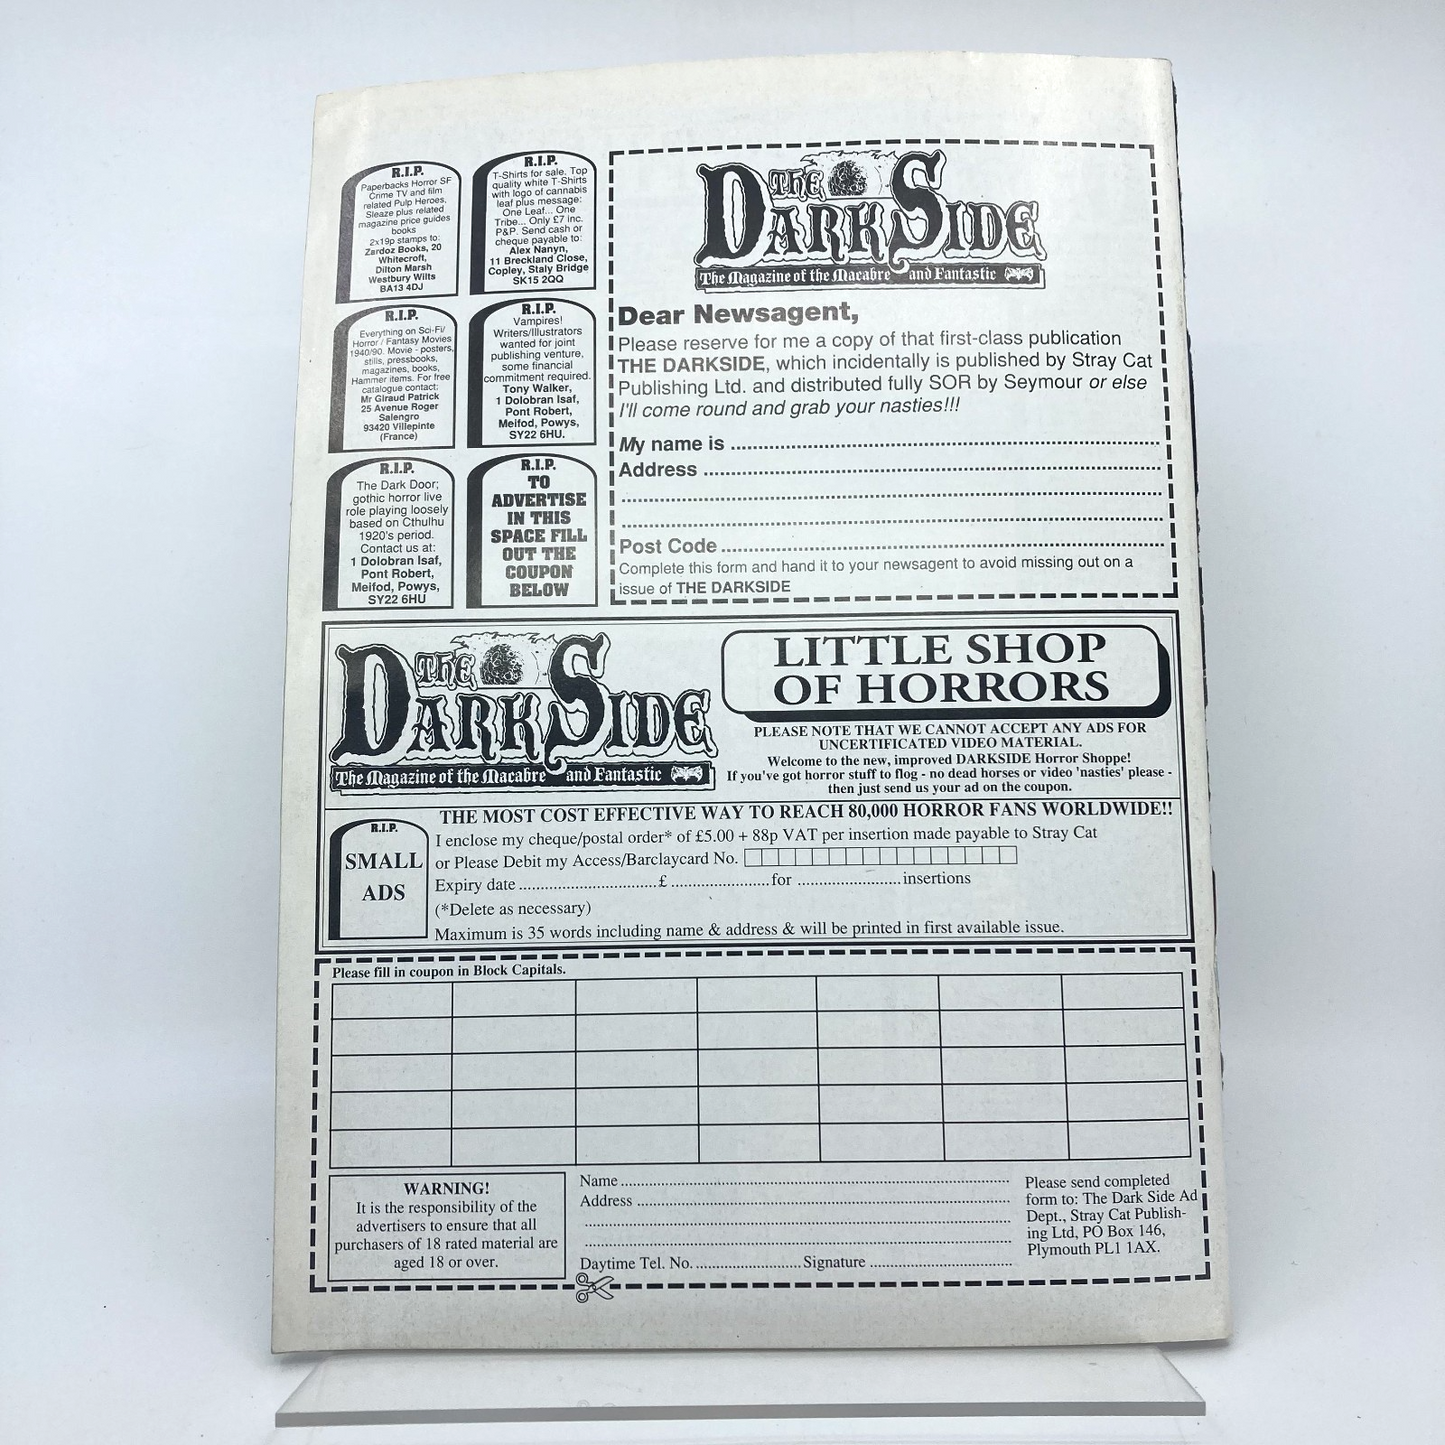 R.I.P.
Paperbacks Horror SF
Crime TV and film
related Pulp Heroes,
Sleaze plus related
magazine price guides
books
2x19p stamps to:
Zardoz Books, 20
Whitecroft,
Dilton Marsh
Westbury Wilts
BA13 4DJ
R.I.P.
T-Shirts for sale. Top
quality white T-Shirts
with logo of cannabis
leaf plus message:
One Leaf... One
Tribe... Only £7 inc.
P&P. Send cash or
cheque payable to:
Alex Nanyn,
11 Breckland Close,
Copley, Staly Bridge
SK15 2QQ
R.I.P.
Everything on Sci-Fi/
Horror / Fantasy Movies
1940/90. Movie - posters,
stills, pressbooks,
magazines, books,
Hammer items. For free
catalogue contact:
Mr Giraud Patrick
25 Avenue Roger
Salengro
93420 Villepinte
(France)
R.I.P.
Vampires!
Writers/Illustrators
wanted for joint
publishing venture,
some financial
commitment required.
Tony Walker,
1 Dolobran Isaf,
Pont Robert,
Meifod, Powys,
SY22 6HU.
R.I.P.
The Dark Door;
gothic horror live
role playing loosely
based on Cthulhu
1920's period.
Contact us at:
1 Dolobran Isaf,
Pont Robert,
Meifod, Powys,
SY22 6HU
R.I.P.
TO
ADVERTISE
IN THIS
SPACE FILL
OUT THE
COUPON
BELOW
THE
DARKSIDE
The Magazine of the Macabre and Fantastic
Dear Newsagent,
Please reserve for me a copy of that first-class publication
THE DARKSIDE, which incidentally is published by Stray Cat
Publishing Ltd. and distributed fully SOR by Seymour or else
I'll come round and grab your nasties!!!
My name is
Address
Post Code
Complete this form and hand it to your newsagent to avoid missing out on a
issue of THE DARKSIDE
THE
DARKSIDE
The Magazine of the Macabre and Fantastic
LITTLE SHOP
OF HORRORS
PLEASE NOTE THAT WE CANNOT ACCEPT ANY ADS FOR
UNCERTIFICATED VIDEO MATERIAL.
Welcome to the new, improved DARKSIDE Horror Shoppe!
If you've got horror stuff to flog - no dead horses or video 'nasties' please -
then just send us your ad on the coupon.
THE MOST COST EFFECTIVE WAY TO REACH 80,000 HORROR FANS WORLDWIDE!!
R.I.P.
SMALL
ADS
I enclose my cheque/postal order* of £5.00 + 88p VAT per insertion made payable to Stray Cat
or Please Debit my Access/Barclaycard No.
Expiry date ..............................£ ......................for .......................insertions
(*Delete as necessary)
Maximum is 35 words including name & address & will be printed in first available issue.
Please fill in coupon in Block Capitals.
WARNING!
It is the responsibility of the
advertisers to ensure that all
purchasers of 18 rated material are
aged 18 or over.
Name
Address
Daytime Tel. No. ........................Signature
Please send completed
form to: The Dark Side Ad
Dept., Stray Cat Publish-
ing Ltd, PO Box 146,
Plymouth PL1 1AX.